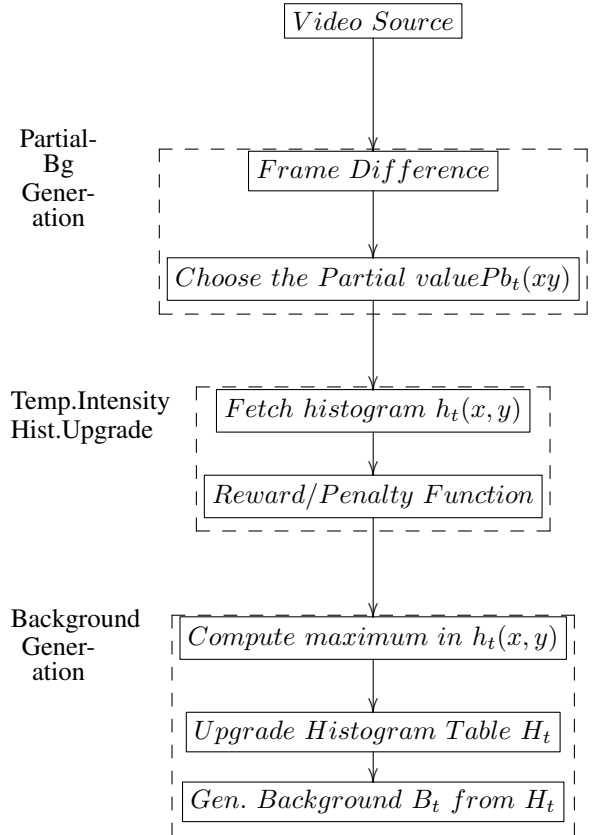 Video Source
Partial-
Bg
Gener-
ation
Frame Difference
Choose the Partial valuePb_t(xy)
Temp.Intensity
Hist.Upgrade
Fetch histogram h_t(x, y)
Reward/Penalty Function
Background
Gener-
ation
Compute maximum in h_t(x, y)
Upgrade Histogram Table H_t
Gen. Background B_t from H_t